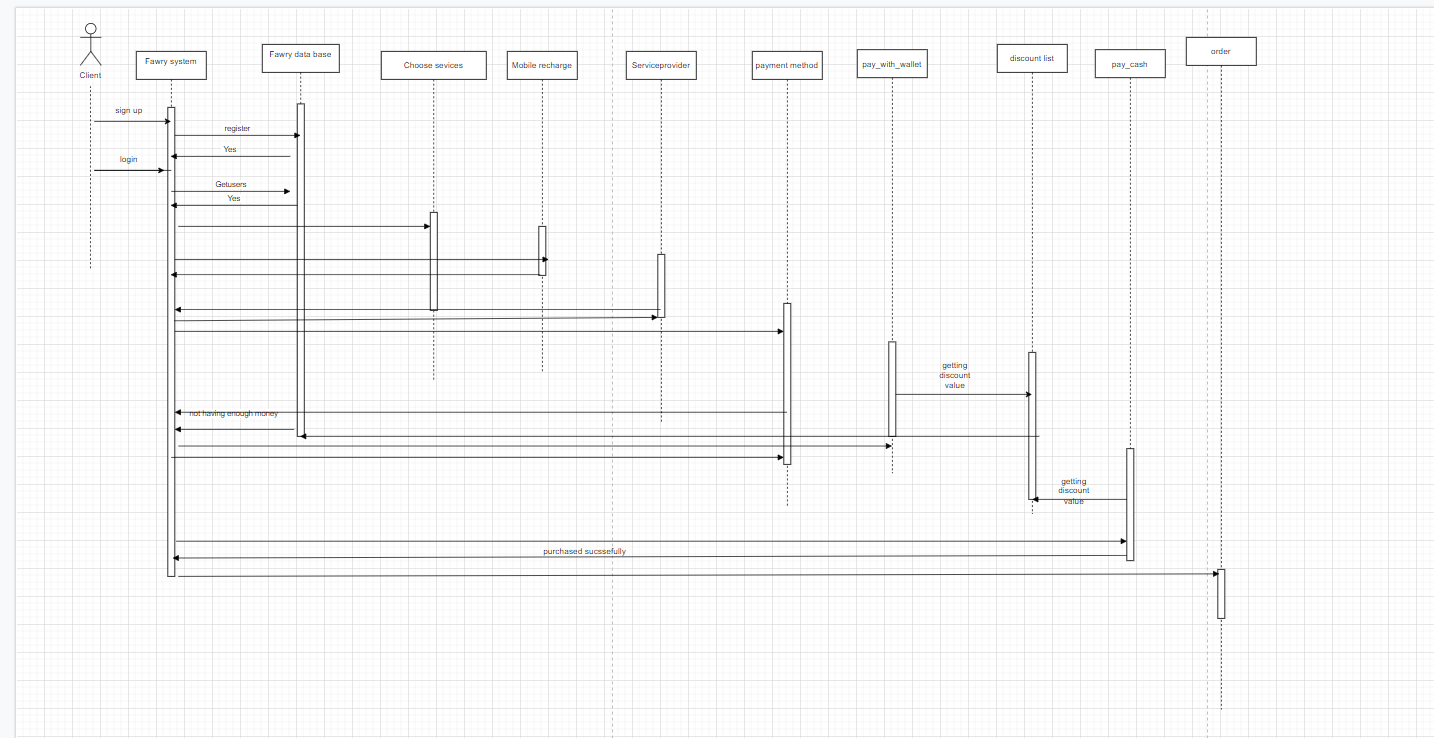 Client
Fawry system
Fawry data base
Choose sevices
Mobile recharge
Serviceprovider
payment method
pay_with_wallet
discount list
pay_cash
order
sign up
register
Yes
login
Getusers
Yes
getting
discount
value
not having enough money
getting
discount
value
purchased sucssefully